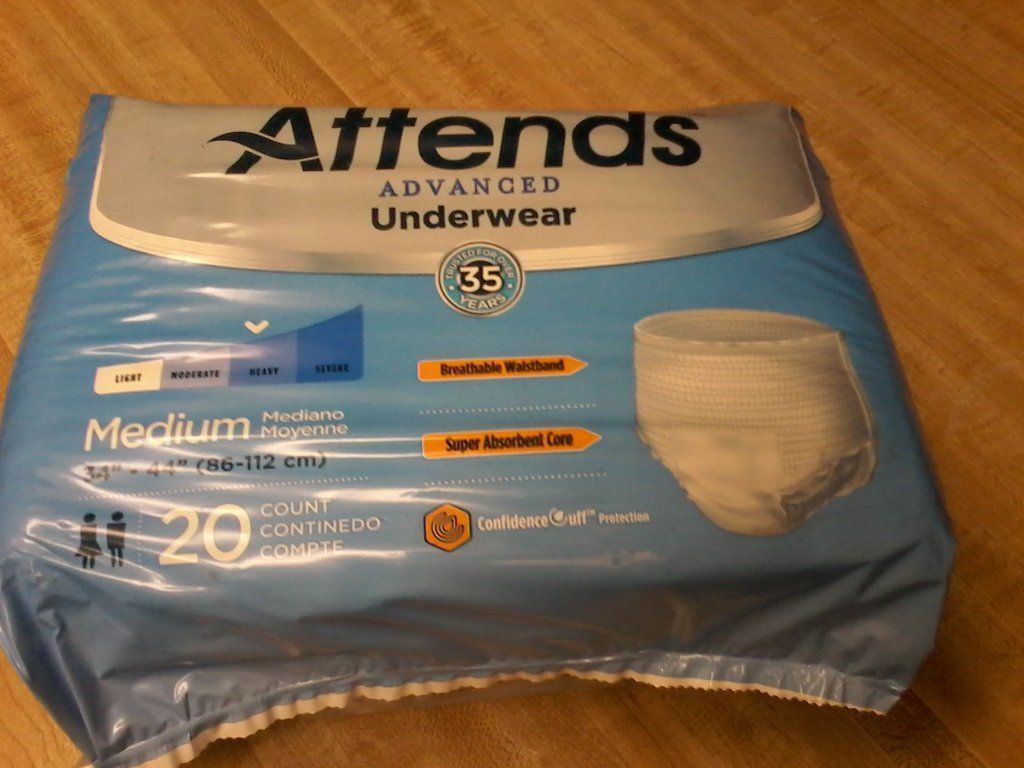 Attends
ADVANCED
Underwear
TRUSTED FOR OVER
35
YEARS
LIGHT MODERATE HEAVY SEVERE
Medium Mediano
Moyenne
34" - 44" (86-112 cm)
20 COUNT
CONTINEDO
COMPTE
Breathable Waistband
Super Absorbent Core
ConfidenceCuff™ Protection